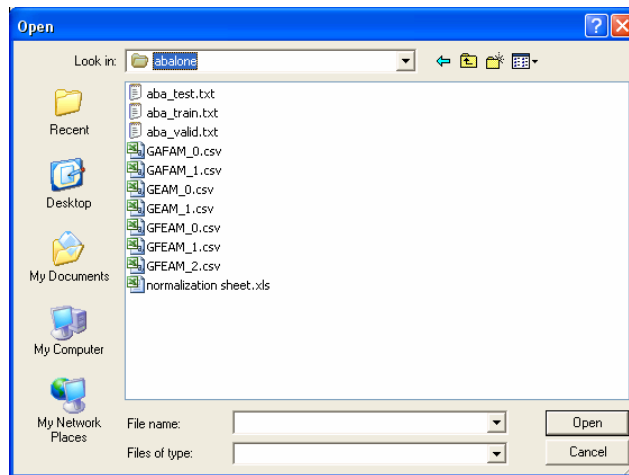 Open
Look in: abalone
aba_test.txt
aba_train.txt
aba_valid.txt
GAFAM_0.csv
GAFAM_1.csv
GEAM_0.csv
GEAM_1.csv
GFEAM_0.csv
GFEAM_1.csv
GFEAM_2.csv
normalization sheet.xls
Recent
Desktop
My Documents
My Computer
My Network
Places
File name:
Open
Files of type:
Cancel